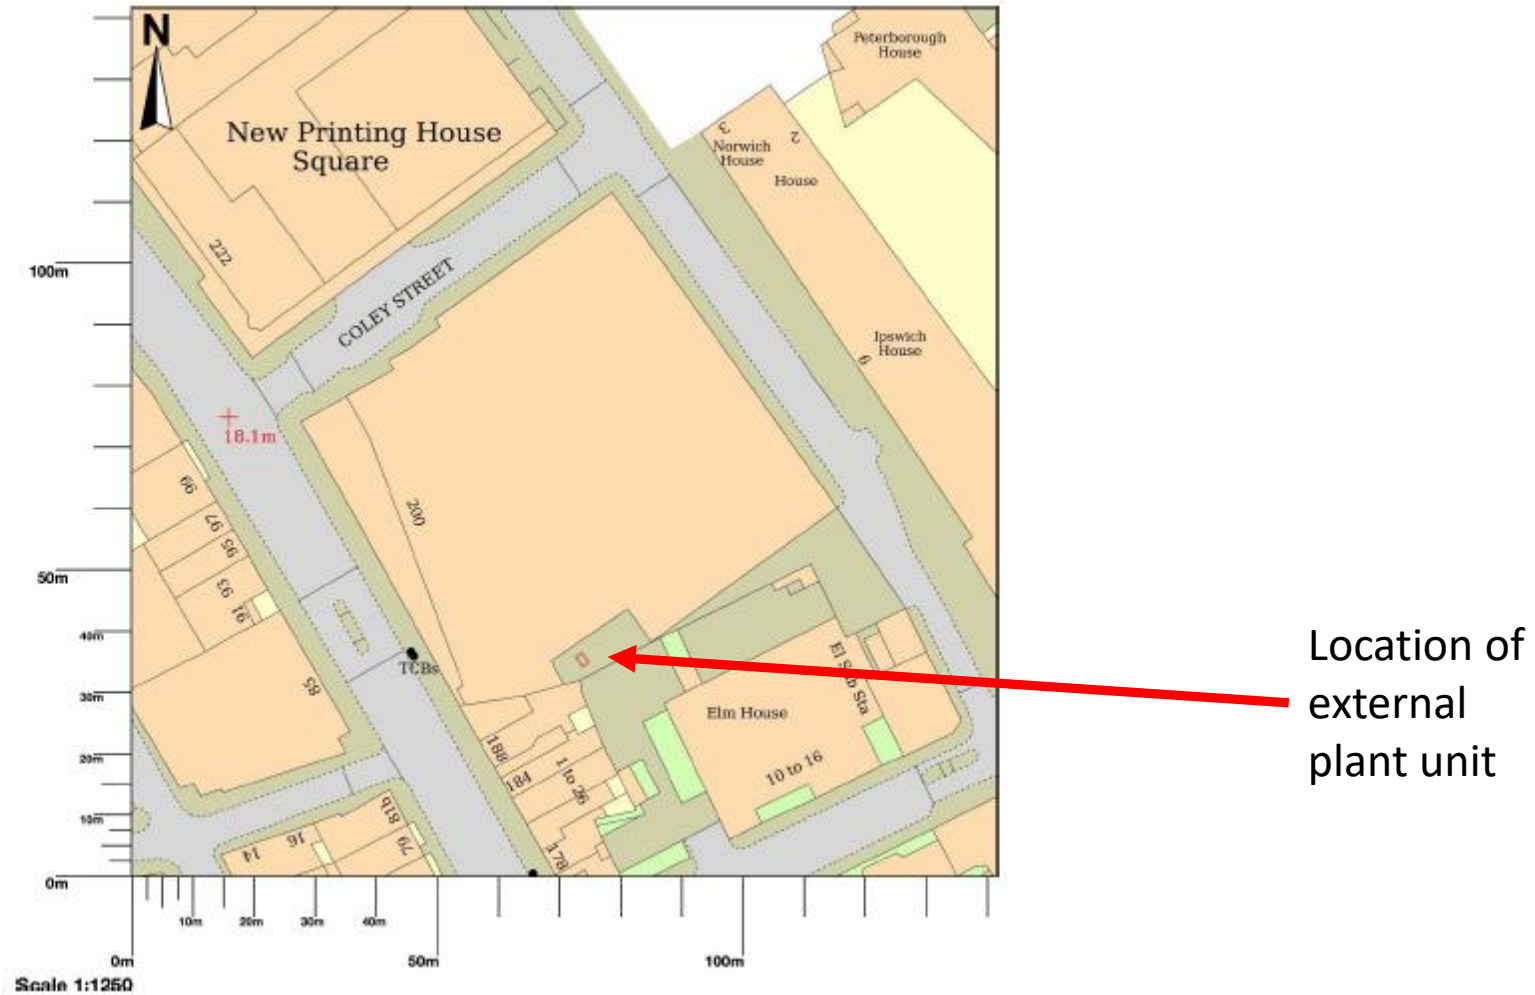 N
Peterborough
House
New Printing House
Square
3
2
Norwich
House
House
222
100m
COLEY STREET
Ipswich
House
9
18.1m
99
97
95
93
91
200
50m
40m
TCBs
85
30m
El Sub Sta
Location of
external
plant unit
Elm House
188
184
1 to 26
10 to 16
20m
81b
79
16
14
178
10m
0m
10m
20m
30m
40m
0m
50m
100m
Scale 1:1250